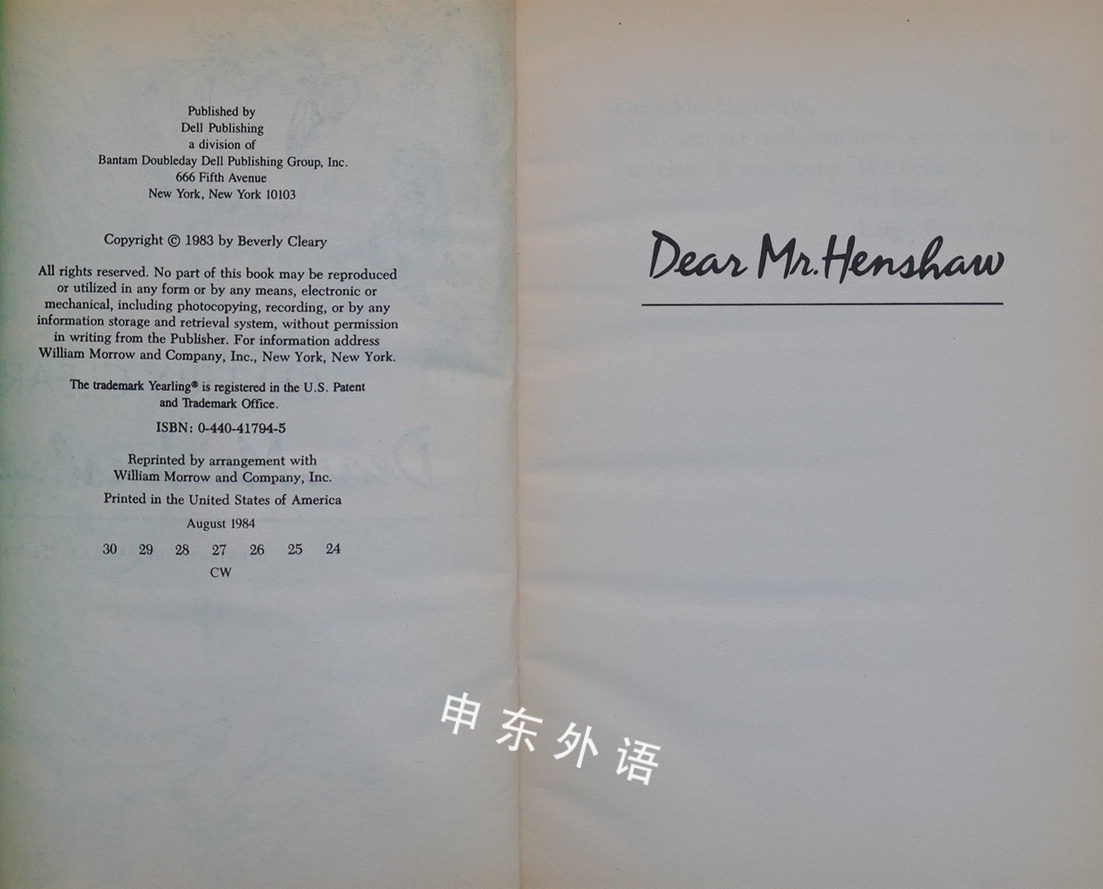 Published by
Dell Publishing
a division of
Bantam Doubleday Dell Publishing Group, Inc.
666 Fifth Avenue
New York, New York 10103
Copyright © 1983 by Beverly Cleary
All rights reserved. No part of this book may be reproduced
or utilized in any form or by any means, electronic or
mechanical, including photocopying, recording, or by any
information storage and retrieval system, without permission
in writing from the Publisher. For information address
William Morrow and Company, Inc., New York, New York.
The trademark Yearling® is registered in the U.S. Patent
and Trademark Office.
ISBN: 0-440-41794-5
Reprinted by arrangement with
William Morrow and Company, Inc.
Printed in the United States of America
August 1984
30 29 28 27 26 25 24
CW
Dear Mr. Henshaw
申东外语